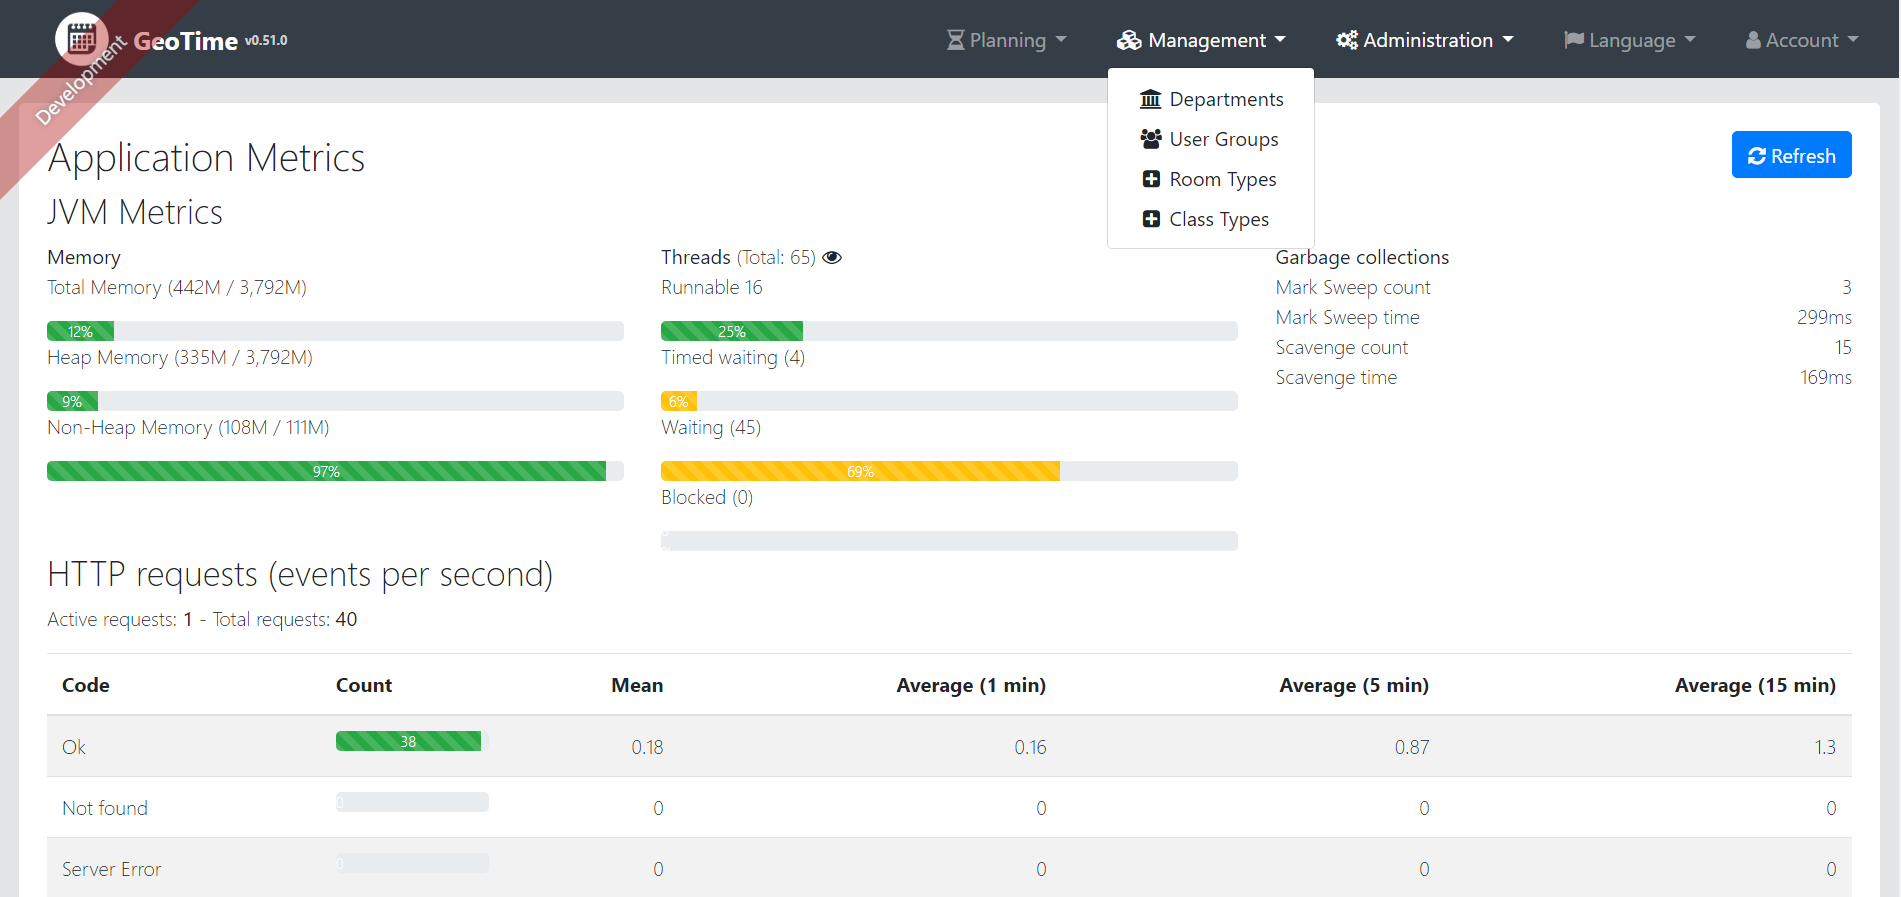 GeoTime v0.51.0
Planning Management Administration Language Account
Development
Departments
User Groups
Room Types
Class Types
Application Metrics
Refresh
JVM Metrics
Memory
Total Memory (442M / 3,792M)
12%
Heap Memory (335M / 3,792M)
9%
Non-Heap Memory (108M / 111M)
97%
Threads (Total: 65)
Runnable 16
25%
Timed waiting (4)
6%
Waiting (45)
69%
Blocked (0)
Garbage collections
Mark Sweep count 3
Mark Sweep time 299ms
Scavenge count 15
Scavenge time 169ms
HTTP requests (events per second)
Active requests: 1 - Total requests: 40
Code Count Mean Average (1 min) Average (5 min) Average (15 min)
Ok 38 0.18 0.16 0.87 1.3
Not found 0 0 0 0 0
Server Error 0 0 0 0 0